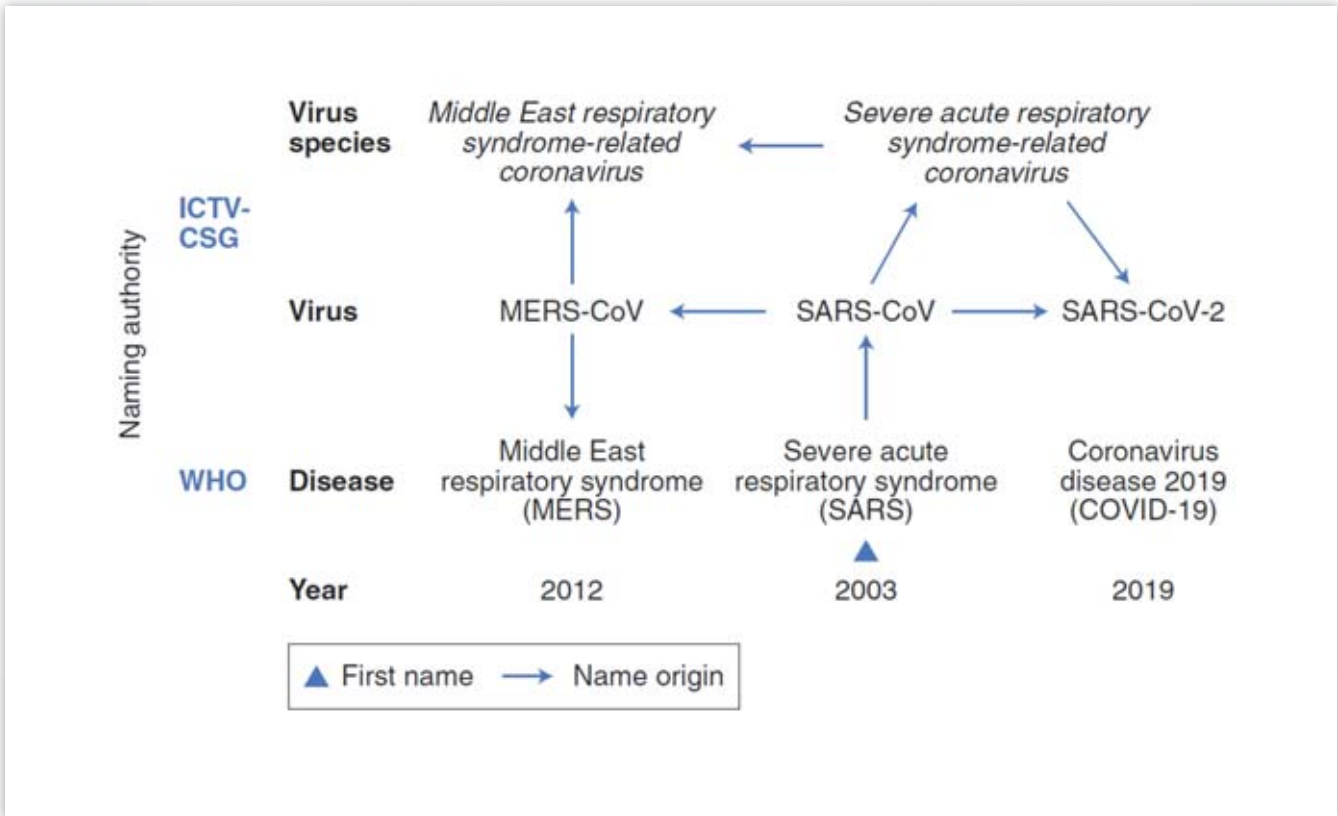 Naming authority
ICTV-
CSG
WHO
Virus
species
Middle East respiratory
syndrome-related
coronavirus
Severe acute respiratory
syndrome-related
coronavirus
Virus
MERS-CoV
SARS-CoV
SARS-CoV-2
Disease
Middle East
respiratory syndrome
(MERS)
Severe acute
respiratory syndrome
(SARS)
Coronavirus
disease 2019
(COVID-19)
Year
2012
2003
2019
First name
Name origin